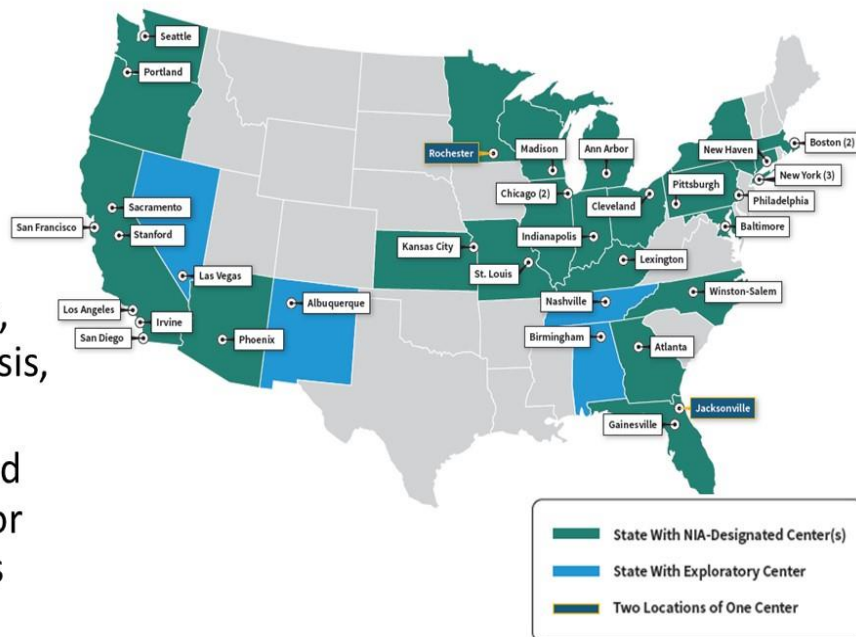 Seattle
Portland
Rochester
Madison
Ann Arbor
New Haven
Boston (2)
New York (3)
Pittsburgh
Philadelphia
Chicago (2)
Cleveland
Baltimore
Sacramento
San Francisco
Stanford
Kansas City
Indianapolis
Lexington
St. Louis
Las Vegas
Albuquerque
Nashville
Winston-Salem
Los Angeles
,
Irvine
San Diego
Phoenix
Birmingham
Atlanta
sis,
Jacksonville
Gainesville
d
or
s
State With NIA-Designated Center(s)
State With Exploratory Center
Two Locations of One Center